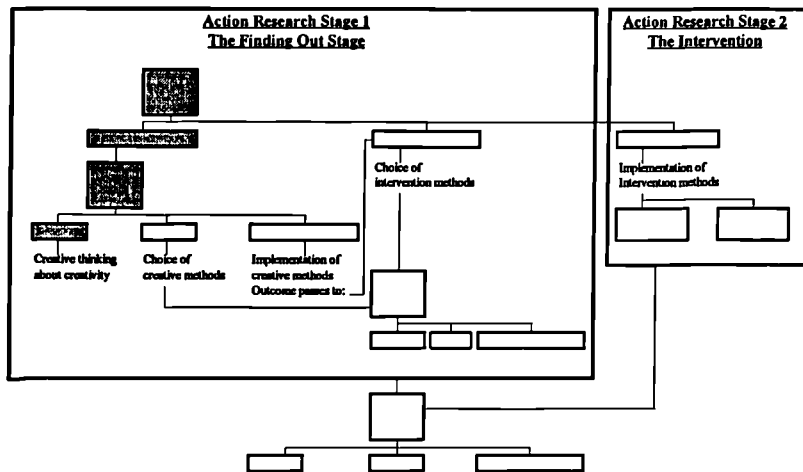 Action Research Stage 1
The Finding Out Stage
Action Research Stage 2
The Intervention
Choice of
intervention methods
Implementation of
Intervention methods
Creative thinking
about creativity
Choice of
creative methods
Implementation of
creative methods
Outcome passes to: